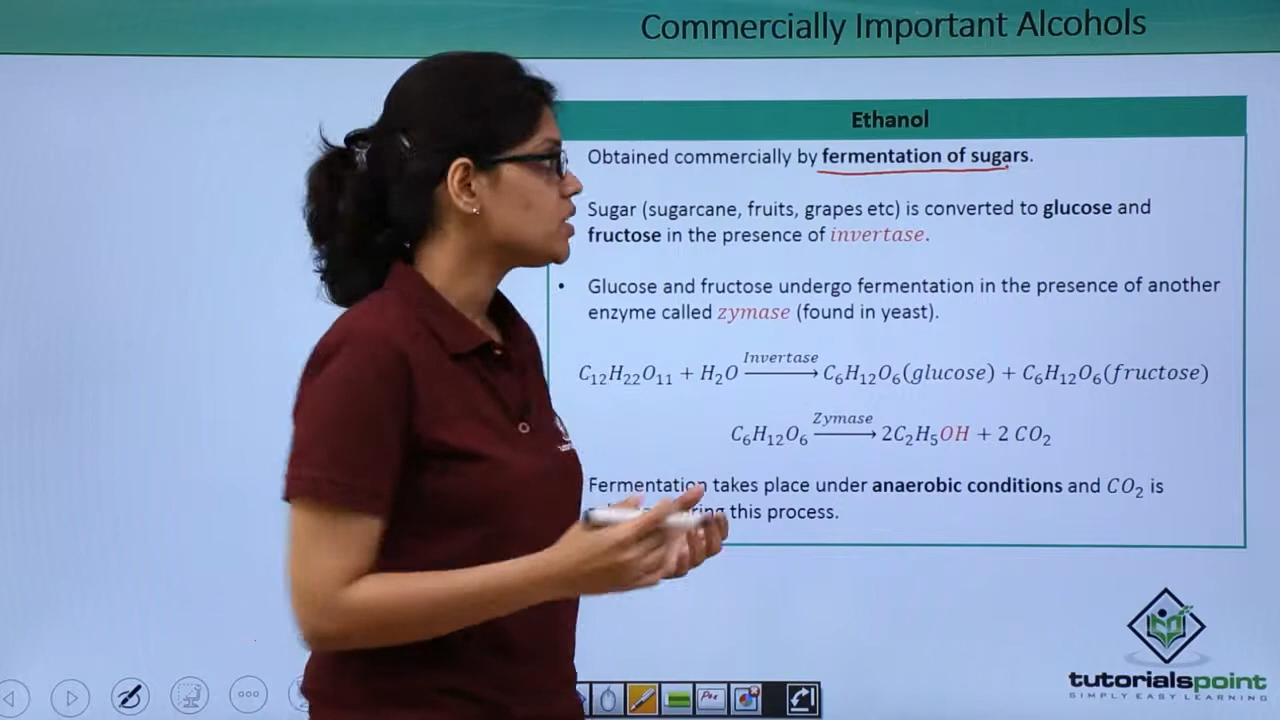 Commercially Important Alcohols
Ethanol
Obtained commercially by fermentation of sugars.
Sugar (sugarcane, fruits, grapes etc) is converted to glucose and
fructose in the presence of invertase.
• Glucose and fructose undergo fermentation in the presence of another
enzyme called zymase (found in yeast).
Invertase
C₁₂H₂₂O₁₁ + H₂O ⟶ C₆H₁₂O₆(glucose) + C₆H₁₂O₆(fructose)
Zymase
C₆H₁₂O₆ ⟶ 2C₂H₅OH + 2 CO₂
Fermentation takes place under anaerobic conditions and CO₂ is
this process.
tutorialspoint
SIMPLY EASY LEARNING